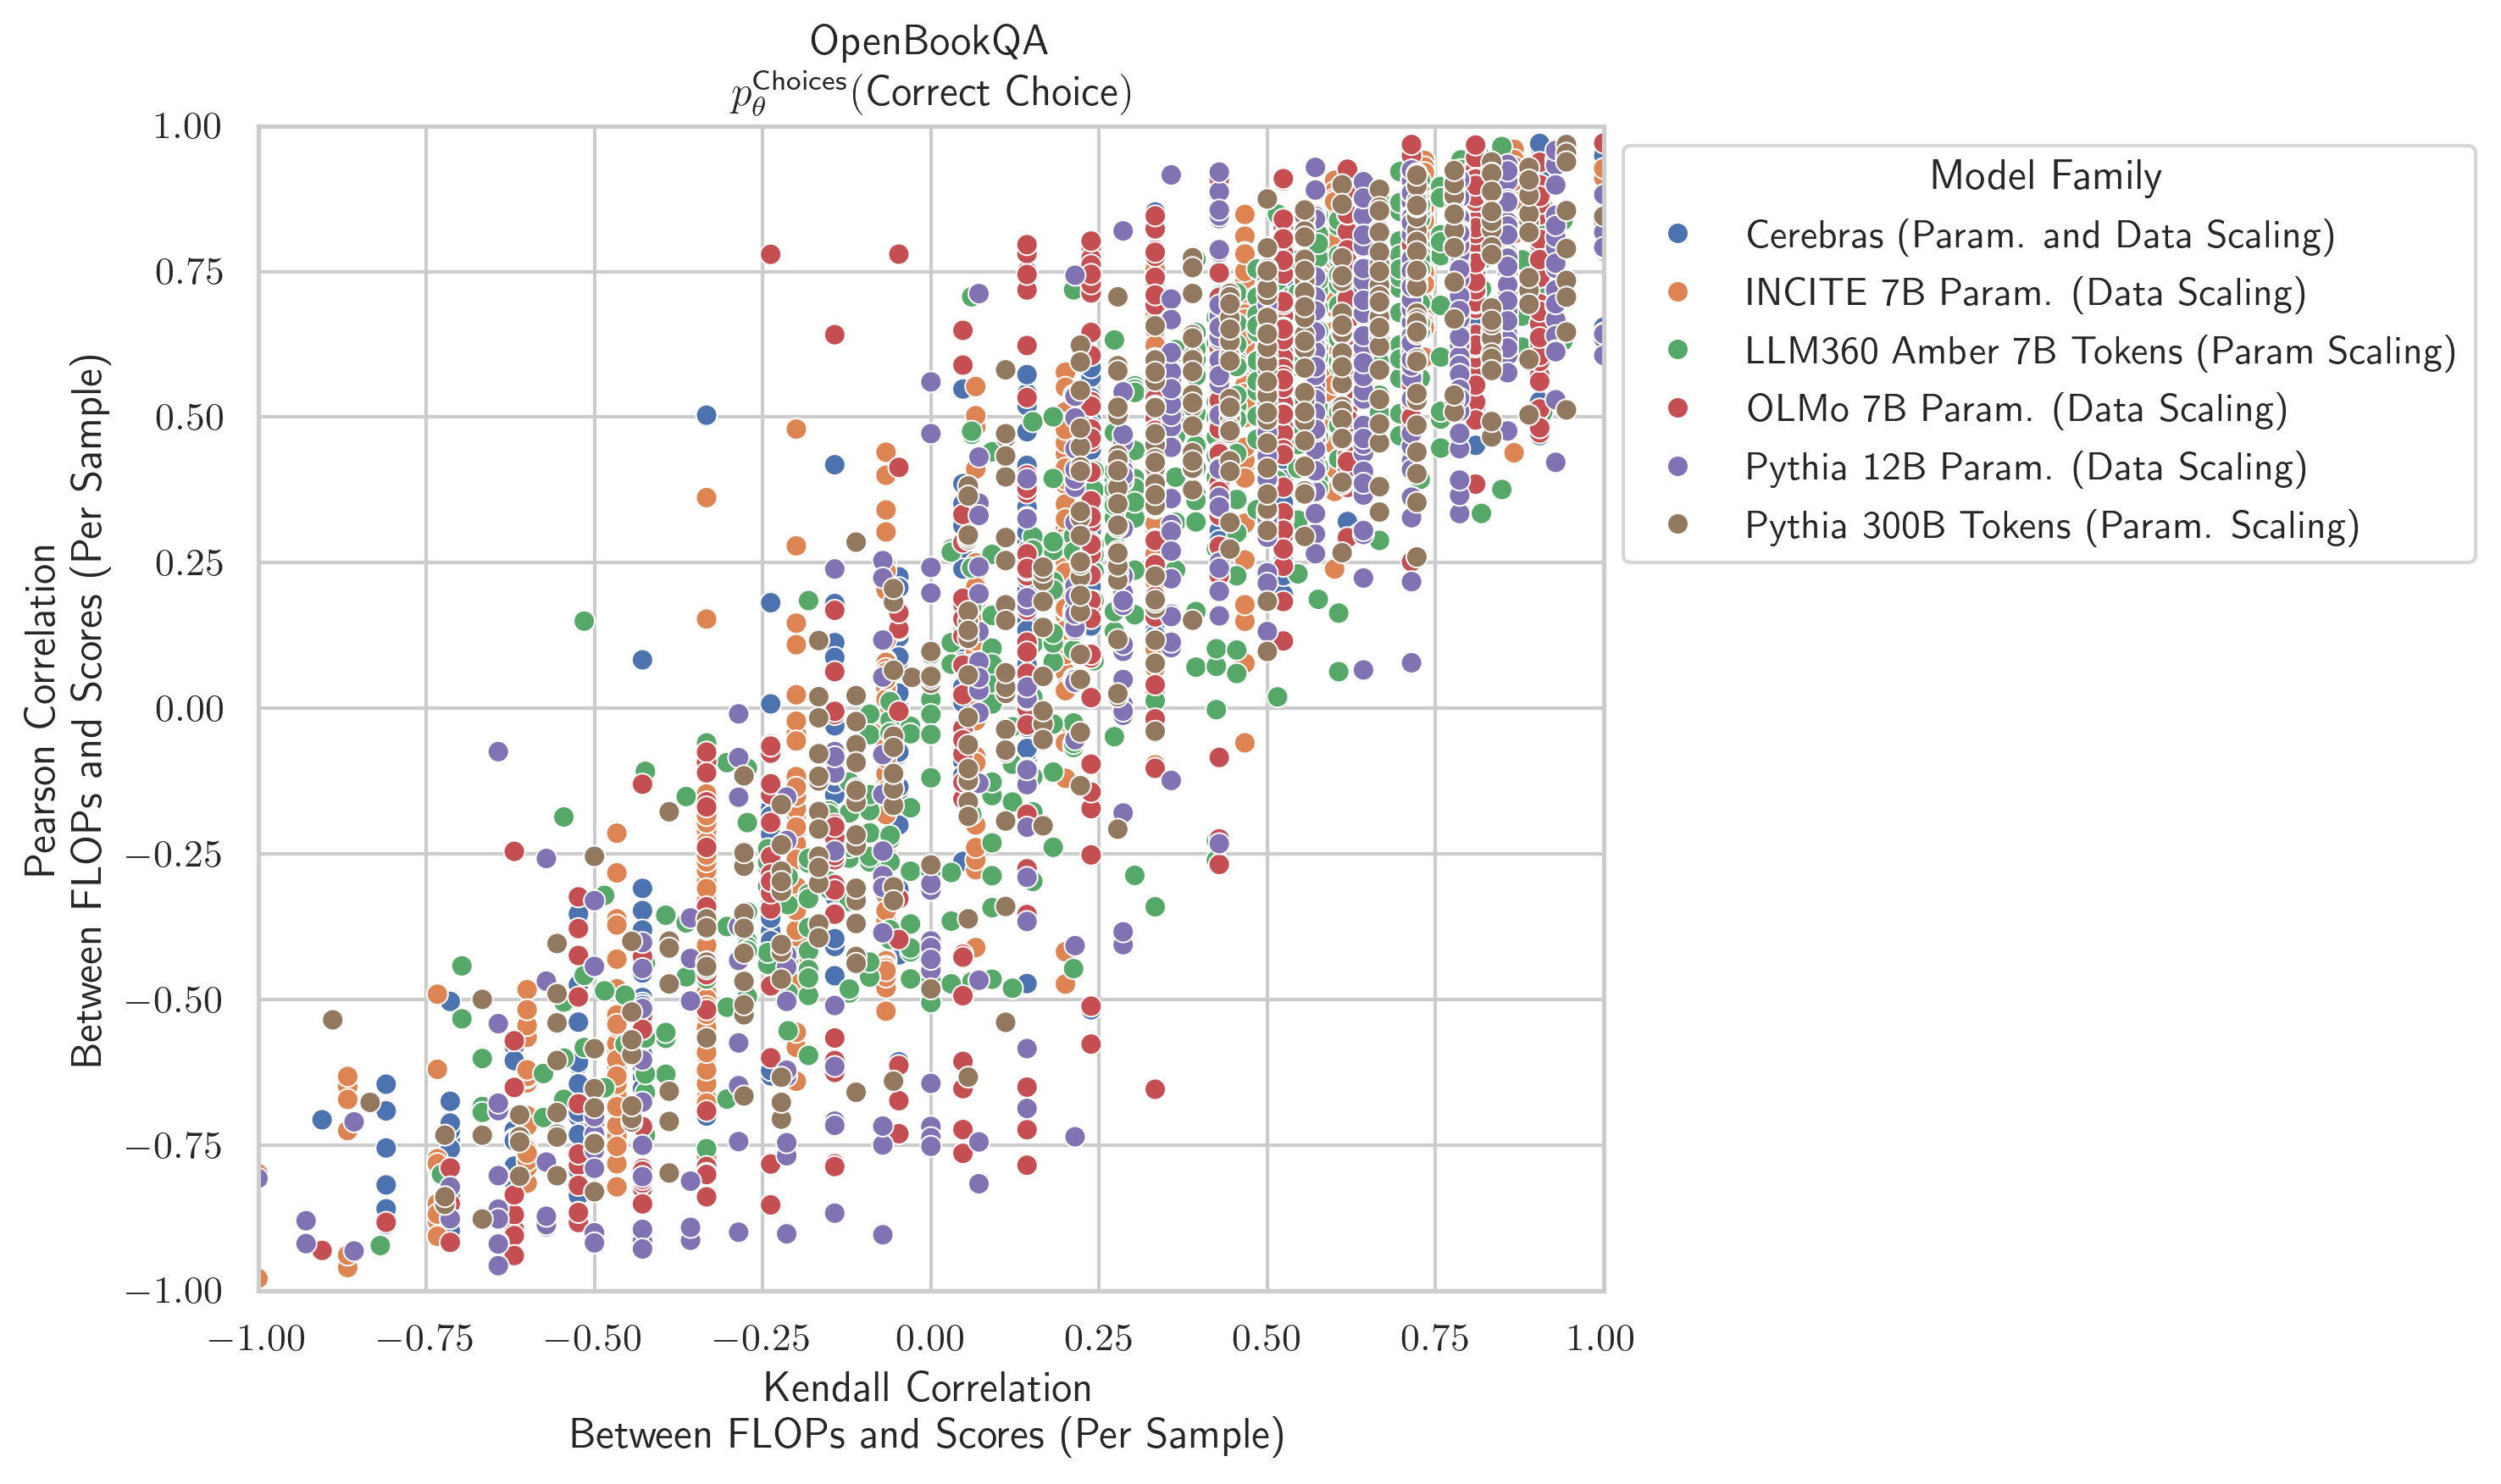 OpenBookQA
p_θ^Choices(Correct Choice)
1.00
0.75
0.50
0.25
0.00
−0.25
−0.50
−0.75
−1.00
Pearson Correlation
Between FLOPs and Scores (Per Sample)
−1.00 −0.75 −0.50 −0.25 0.00 0.25 0.50 0.75 1.00
Kendall Correlation
Between FLOPs and Scores (Per Sample)
Model Family
Cerebras (Param. and Data Scaling)
INCITE 7B Param. (Data Scaling)
LLM360 Amber 7B Tokens (Param Scaling)
OLMo 7B Param. (Data Scaling)
Pythia 12B Param. (Data Scaling)
Pythia 300B Tokens (Param. Scaling)